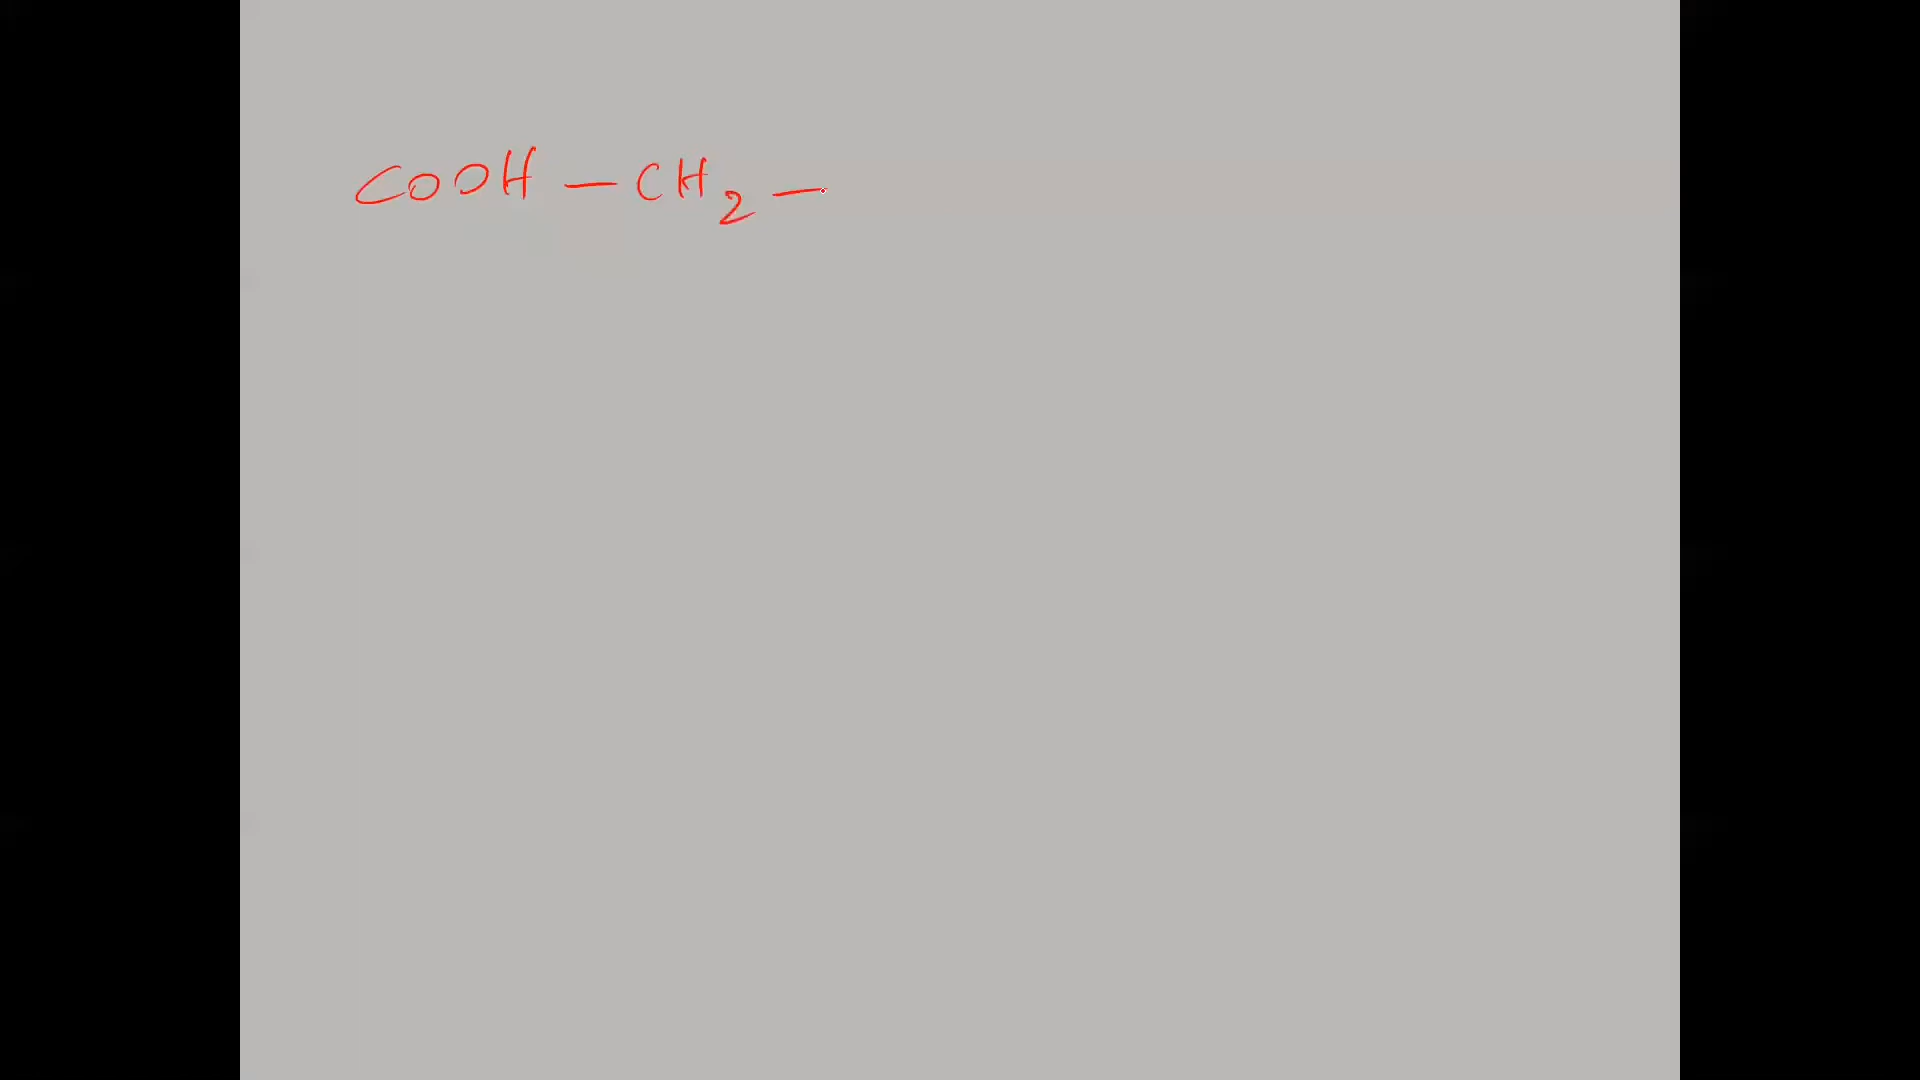 COOH — CH2 —